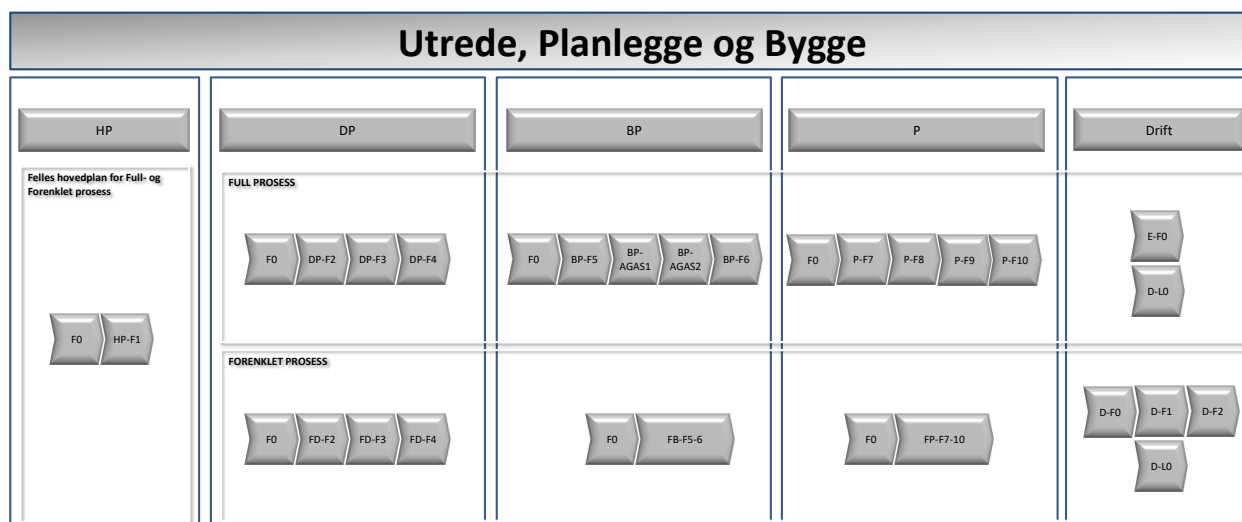 Utrede, Planlegge og Bygge
HP
DP
BP
P
Drift
Felles hovedplan for Full- og
Forenklet prosess
F0
HP-F1
FULL PROSESS
F0
DP-F2
DP-F3
DP-F4
F0
BP-F5
BP-
AGAS1
BP-
AGAS2
BP-F6
F0
P-F7
P-F8
P-F9
P-F10
E-F0
D-L0
FORENKLET PROSESS
F0
FD-F2
FD-F3
FD-F4
F0
FB-F5-6
F0
FP-F7-10
D-F0
D-F1
D-F2
D-L0